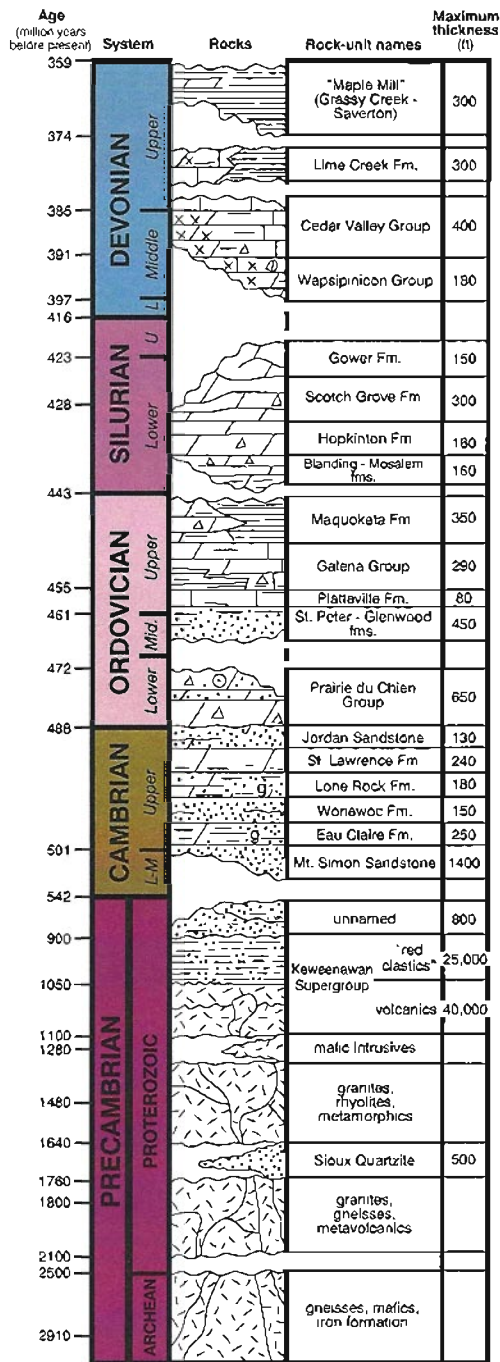 Age
(million years
before present)
System
Rocks
Rock-unit names
Maximum
thickness
(ft)
359
374
385
391
397
416
423
428
443
455
461
472
488
501
542
900
1050
1100
1280
1480
1640
1760
1800
2100
2500
2910
DEVONIAN
Upper
Middle
L
SILURIAN
U
Lower
ORDOVICIAN
Upper
Mid.
Lower
CAMBRIAN
Upper
L-M
PRECAMBRIAN
PROTEROZOIC
ARCHEAN
g
g
"Maple Mill"
(Grassy Creek -
Saverton)
300
Lime Creek Fm.
300
Cedar Valley Group
400
Wapsipinicon Group
180
Gower Fm.
150
Scotch Grove Fm
300
Hopkinton Fm
180
Blanding - Mosalem
fms.
160
Maquoketa Fm
350
Galena Group
290
Platteville Fm.
80
St. Peter - Glenwood
fms.
450
Prairie du Chien
Group
650
Jordan Sandstone
130
St Lawrence Fm
240
Lone Rock Fm.
180
Wonewoc Fm.
150
Eau Claire Fm.
250
Mt. Simon Sandstone
1400
unnamed
800
Keweenawan
Supergroup
"red
clastics"
25,000
volcanics
40,000
mafic intrusives
granites,
rhyolites,
metamorphics
Sioux Quartzite
500
granites,
gneisses,
metavolcanics
gneisses, mafics,
iron formation